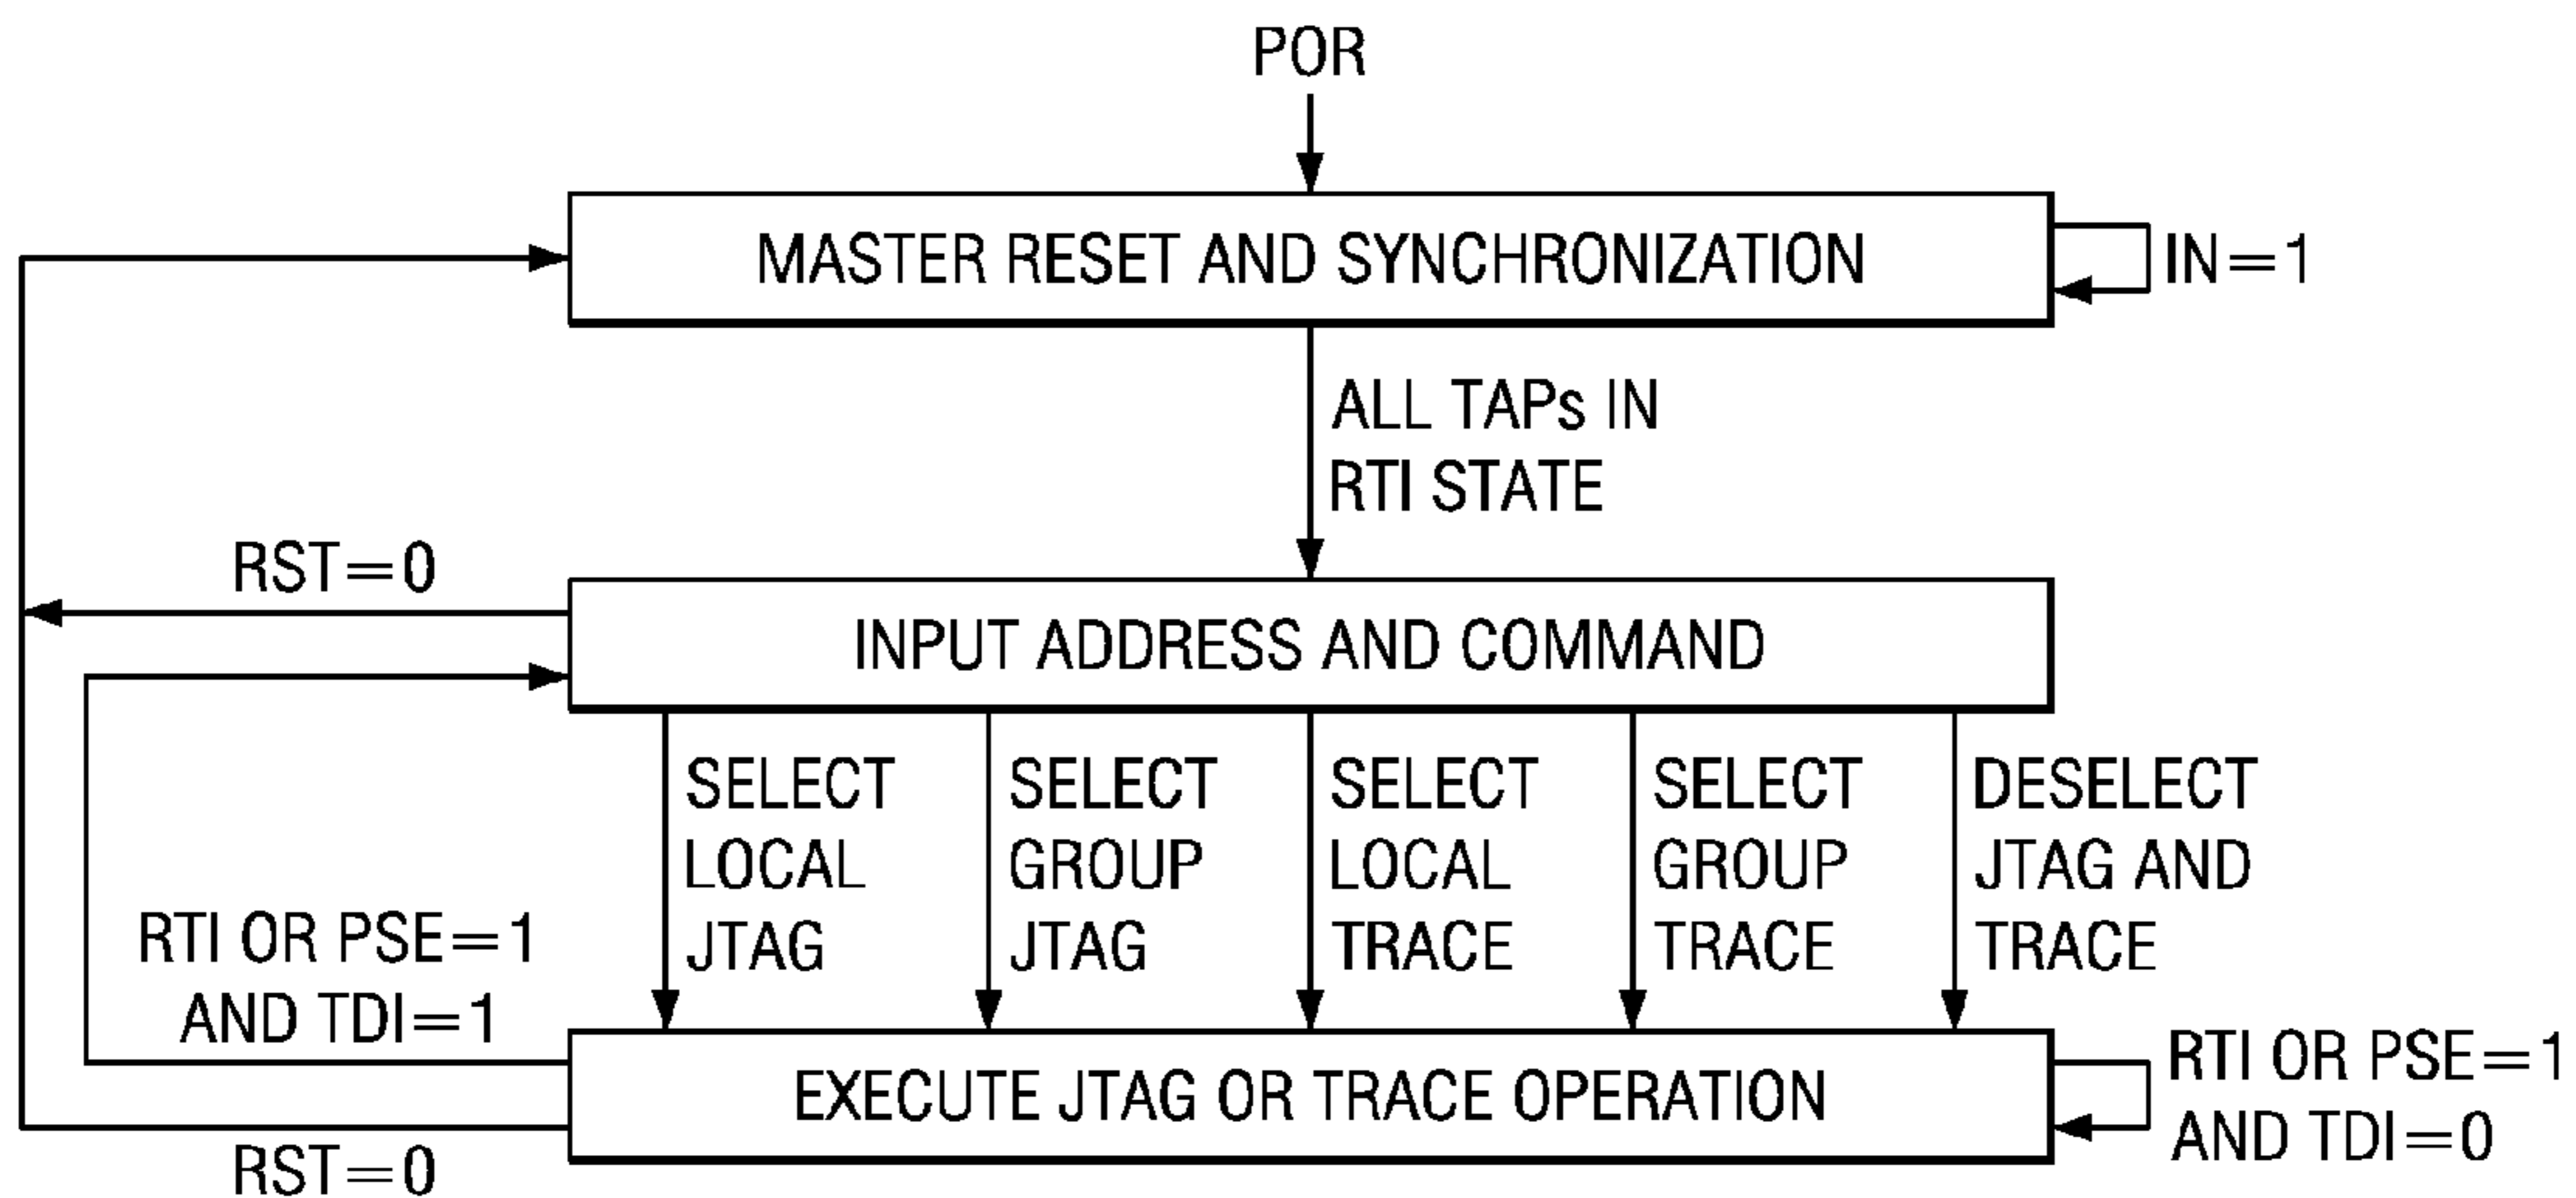 POR
MASTER RESET AND SYNCHRONIZATION
IN=1
ALL TAPs IN
RTI STATE
RST=0
INPUT ADDRESS AND COMMAND
SELECT
LOCAL
JTAG
SELECT
GROUP
JTAG
SELECT
LOCAL
TRACE
SELECT
GROUP
TRACE
DESELECT
JTAG AND
TRACE
RTI OR PSE=1
AND TDI=1
EXECUTE JTAG OR TRACE OPERATION
RTI OR PSE=1
AND TDI=0
RST=0